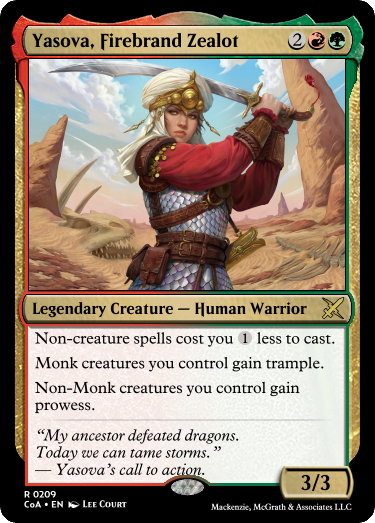 Yasova, Firebrand Zealot 2
Legendary Creature — Human Warrior
Non-creature spells cost you 1 less to cast.
Monk creatures you control gain trample.
Non-Monk creatures you control gain
prowess.
“My ancestor defeated dragons.
Today we can tame storms.”
— Yasova’s call to action.
3/3
R 0209
CoA • EN Lee Court
Mackenzie, McGrath & Associates LLC